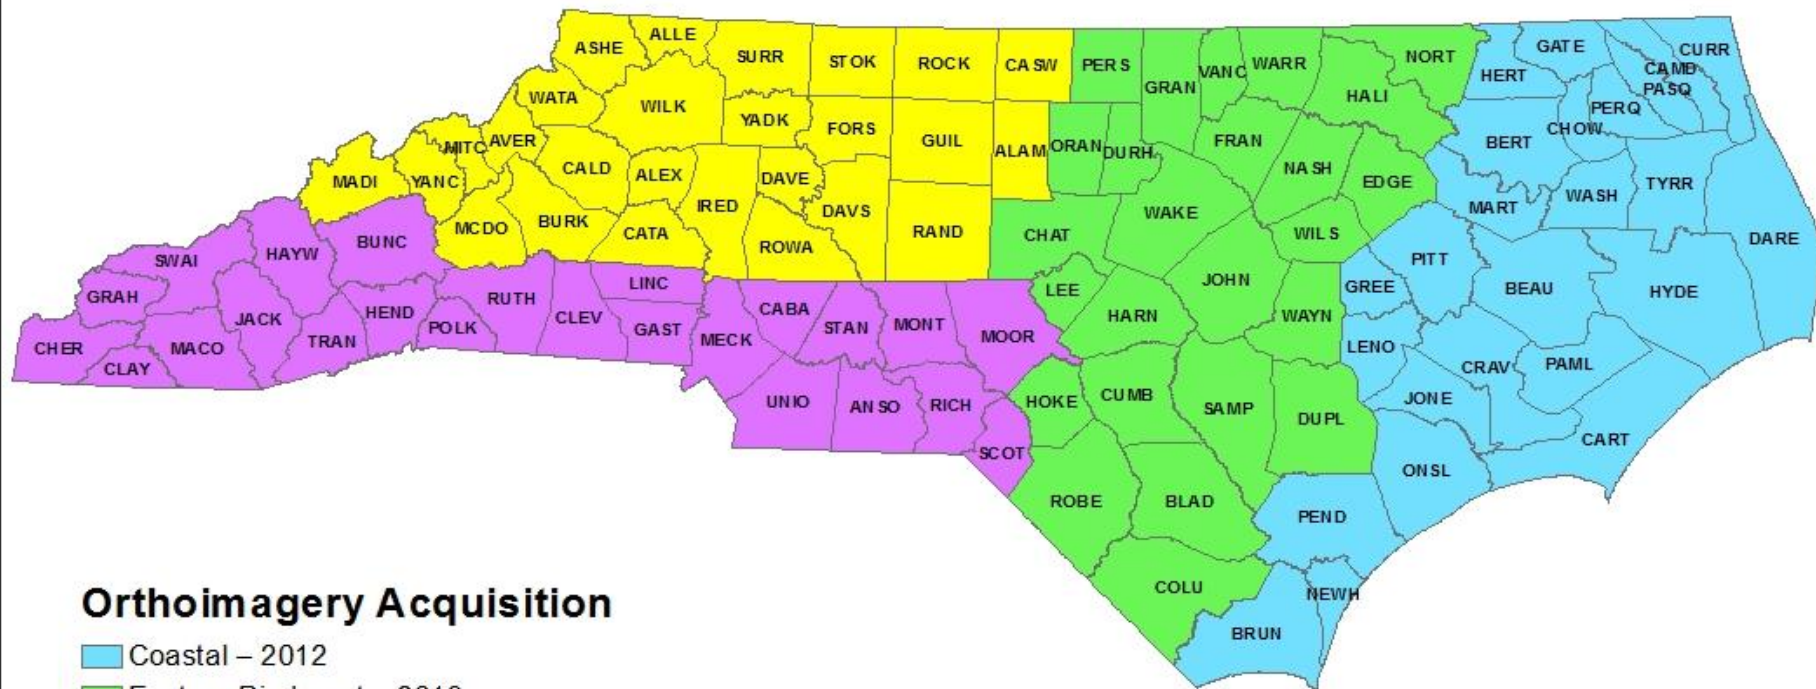 ASHE ALLE SURR STOK ROCK CASW PERS GRAN VANC WARR HALI NORT HERT GATE CAMD CURR
PASQ PERQ CHOW BERT
WATA WILK YADK FORS GUIL ALAM ORAN DURH FRAN NASH EDGE MART WASH TYRR DARE
MITC AVER CALD ALEX IRED DAVE DAVS RAND CHAT WAKE WILS PITT BEAU HYDE
MADI YANC MCDO BURK CATA ROWA
SWAI HAYW BUNC RUTH LINC CABA STAN MONT MOOR LEE HARN JOHN WAYN GREE
GRAH JACK HEND POLK CLEV GAST MECK LENO CRAV PAML
CHER CLAY MACO TRAN UNIO ANSO RICH SCOT HOKE CUMB SAMP DUPL JONE CART
ONSL
ROBE BLAD PEND
COLU NEWH
BRUN
Orthoimagery Acquisition
Coastal – 2012